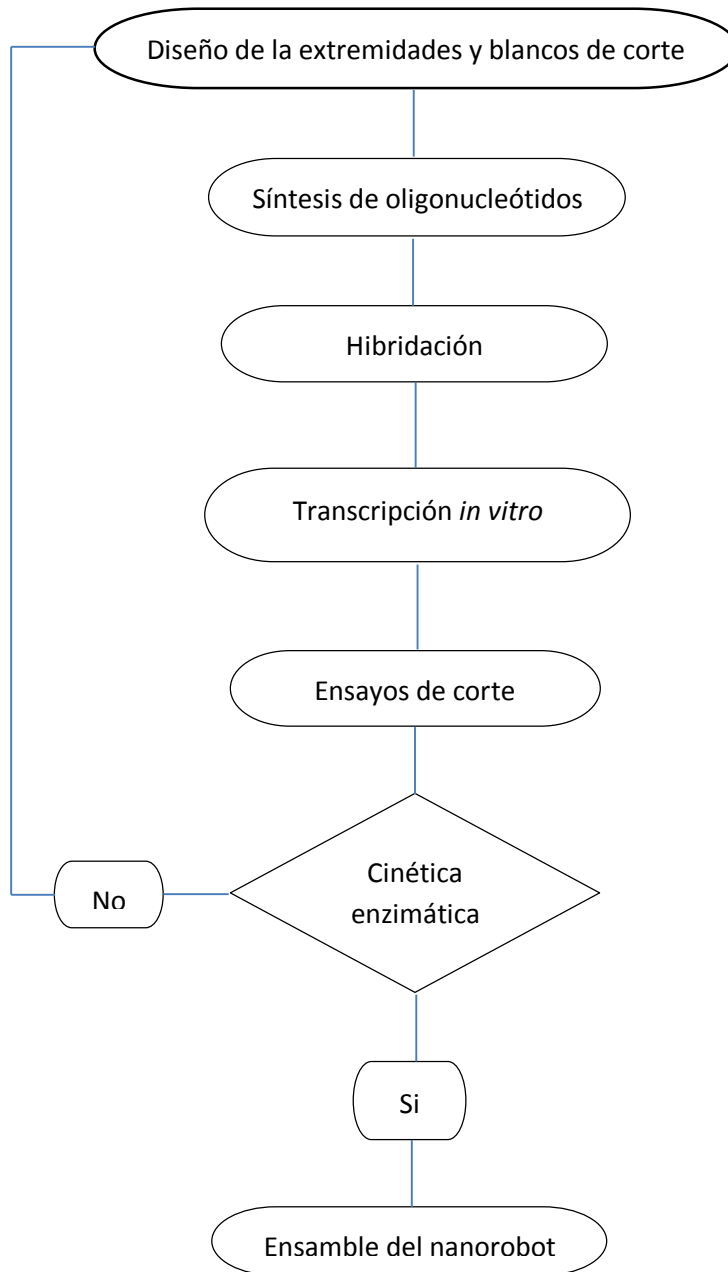 Diseño de la extremidades y blancos de corte
Síntesis de oligonucleótidos
Hibridación
Transcripción in vitro
Ensayos de corte
Cinética
enzimática
No
Si
Ensamble del nanorobot